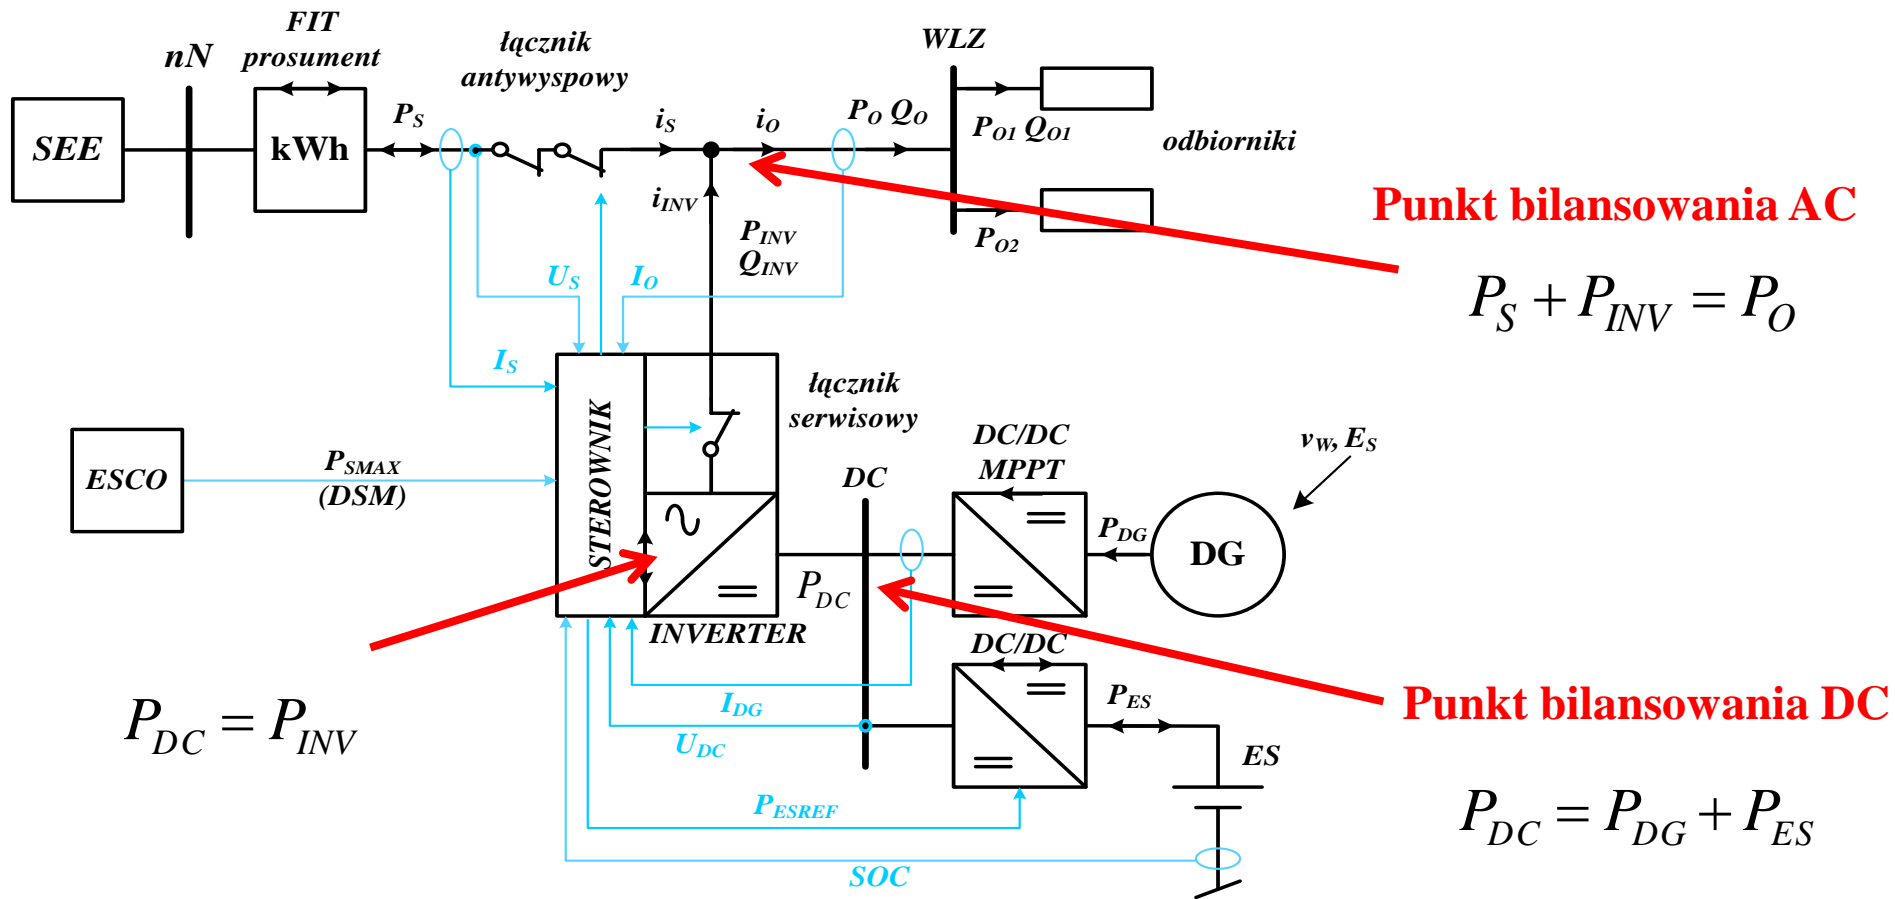 FIT
prosument
nN
łącznik
antywyspowy
WLZ
SEE
kWh
P_S
i_S
i_O
P_O Q_O
P_O1 Q_O1
odbiorniki
i_INV
P_INV
Q_INV
P_O2
Punkt bilansowania AC
P_S + P_INV = P_O
U_S
I_O
I_S
łącznik
serwisowy
STEROWNIK
ESCO
P_SMAX
(DSM)
DC
DC/DC
MPPT
v_W, E_S
P_DG
DG
P_DC
INVERTER
DC/DC
I_DG
U_DC
P_ES
ES
Punkt bilansowania DC
P_DC = P_INV
P_ESREF
P_DC = P_DG + P_ES
SOC